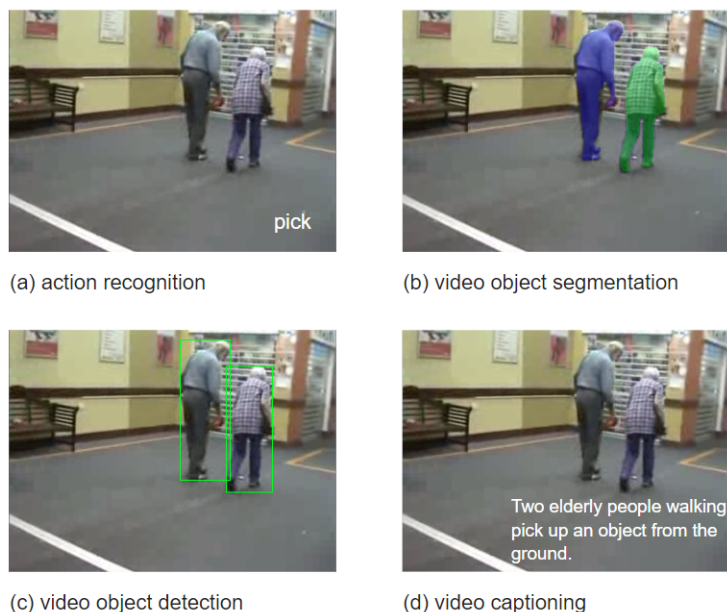 pick
(a) action recognition
(b) video object segmentation
Two elderly people walking
pick up an object from the
ground.
(c) video object detection
(d) video captioning